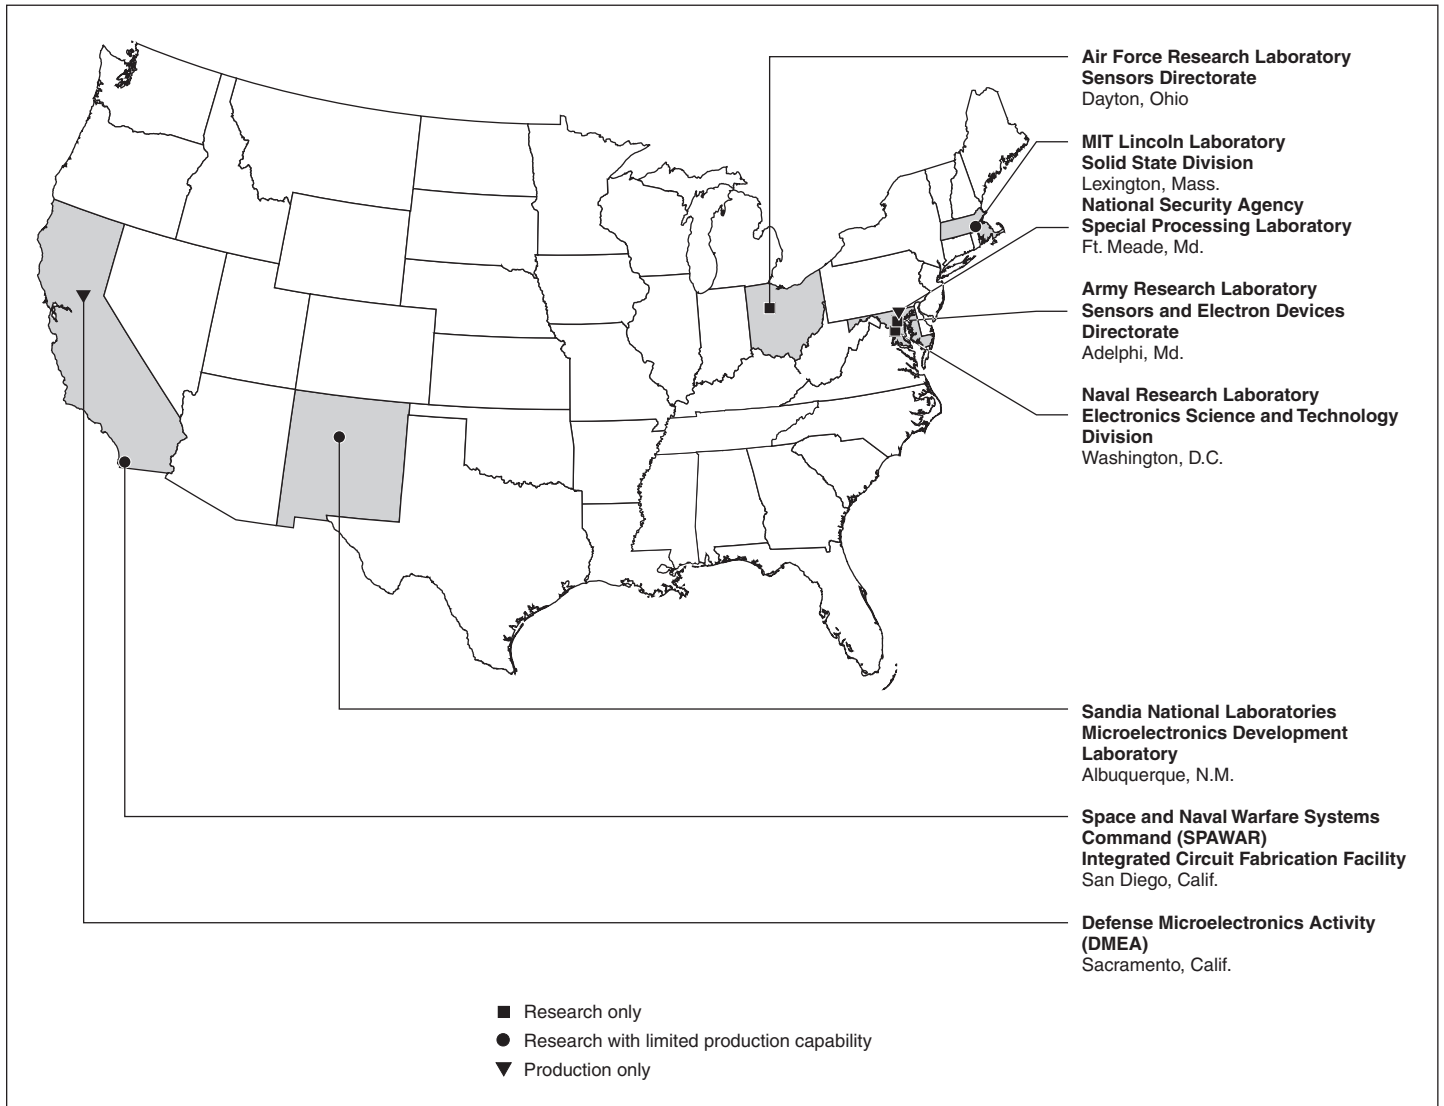 Air Force Research Laboratory
Sensors Directorate
Dayton, Ohio
MIT Lincoln Laboratory
Solid State Division
Lexington, Mass.
National Security Agency
Special Processing Laboratory
Ft. Meade, Md.
Army Research Laboratory
Sensors and Electron Devices
Directorate
Adelphi, Md.
Naval Research Laboratory
Electronics Science and Technology
Division
Washington, D.C.
Sandia National Laboratories
Microelectronics Development
Laboratory
Albuquerque, N.M.
Space and Naval Warfare Systems
Command (SPAWAR)
Integrated Circuit Fabrication Facility
San Diego, Calif.
Defense Microelectronics Activity
(DMEA)
Sacramento, Calif.
Research only
Research with limited production capability
Production only